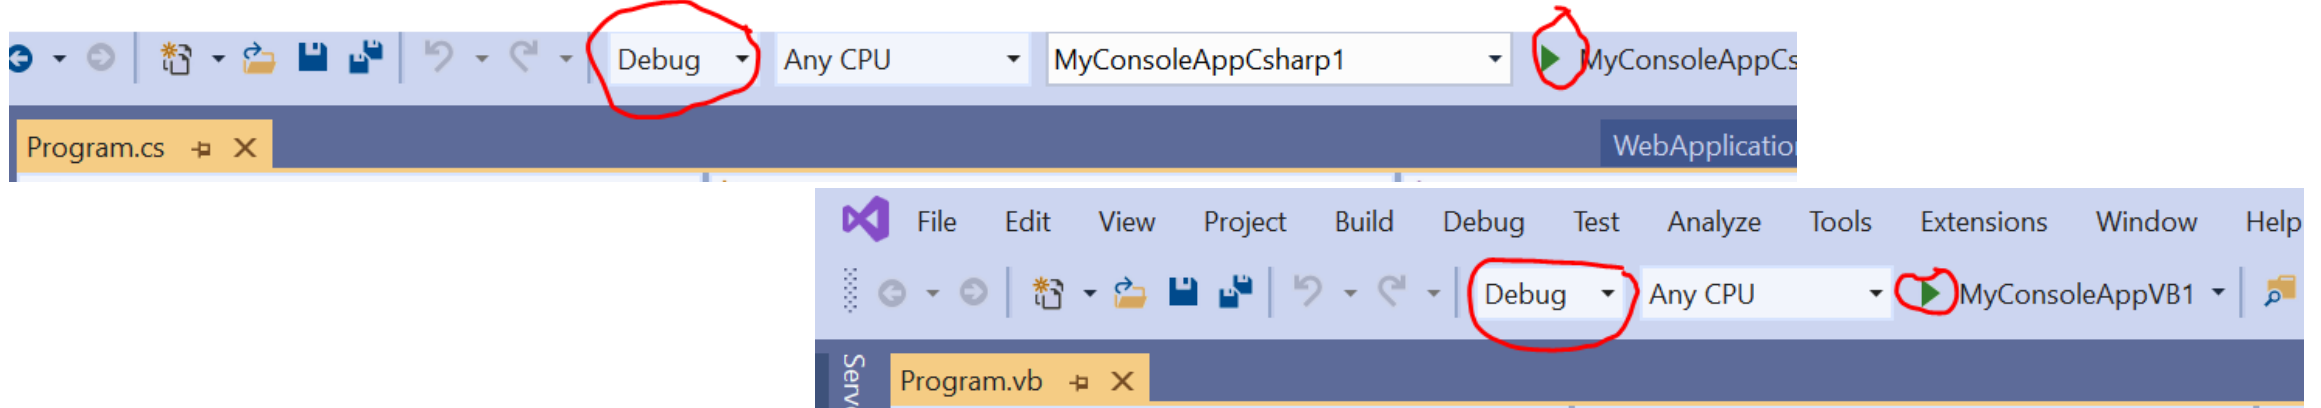 Debug Any CPU MyConsoleAppCsharp1 MyConsoleAppCs
Program.cs WebApplication
File Edit View Project Build Debug Test Analyze Tools Extensions Window Help
Debug Any CPU MyConsoleAppVB1
Serv
Program.vb